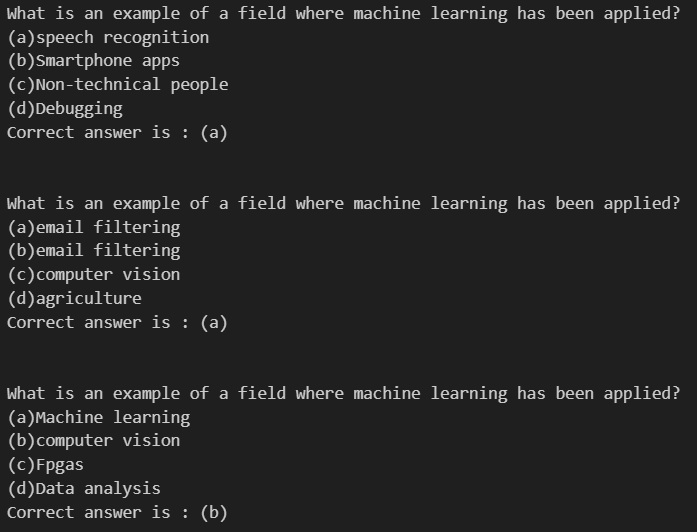 What is an example of a field where machine learning has been applied?
(a)speech recognition
(b)Smartphone apps
(c)Non-technical people
(d)Debugging
Correct answer is : (a)
What is an example of a field where machine learning has been applied?
(a)email filtering
(b)email filtering
(c)computer vision
(d)agriculture
Correct answer is : (a)
What is an example of a field where machine learning has been applied?
(a)Machine learning
(b)computer vision
(c)Fpgas
(d)Data analysis
Correct answer is : (b)